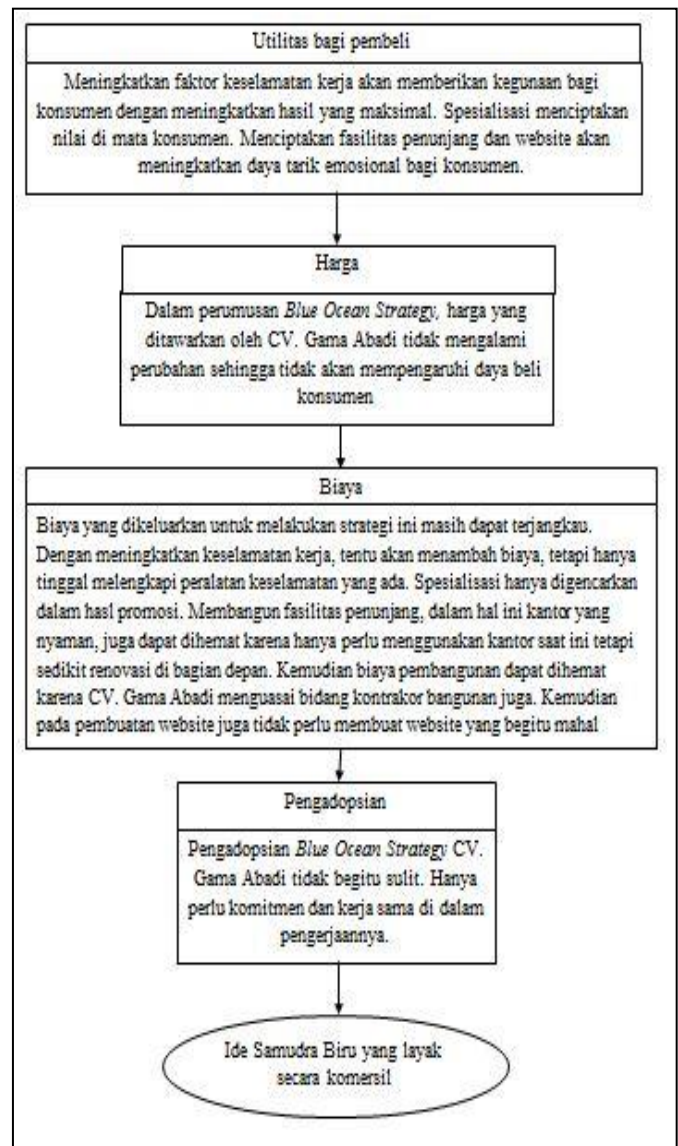 Utilitas bagi pembeli
Meningkatkan faktor keselamatan kerja akan memberikan kegunaan bagi
konsumen dengan meningkatkan hasil yang maksimal. Spesialisasi menciptakan
nilai di mata konsumen. Menciptakan fasilitas penunjang dan website akan
meningkatkan daya tarik emosional bagi konsumen.
Harga
Dalam perumusan Blue Ocean Strategy, harga yang
ditawarkan oleh CV. Gama Abadi tidak mengalami
perubahan sehingga tidak akan mempengaruhi daya beli
konsumen
Biaya
Biaya yang dikeluarkan untuk melakukan strategi ini masih dapat terjangkau.
Dengan meningkatkan keselamatan kerja, tentu akan menambah biaya, tetapi hanya
tinggal melengkapi peralatan keselamatan yang ada. Spesialisasi hanya digencarkan
dalam hasl promosi. Membangun fasilitas penunjang, dalam hal ini kantor yang
nyaman, juga dapat dihemat karena hanya perlu menggunakan kantor saat ini tetapi
sedikit renovasi di bagian depan. Kemudian biaya pembangunan dapat dihemat
karena CV. Gama Abadi menguasai bidang kontrakor bangunan juga. Kemudian
pada pembuatan website juga tidak perlu membuat website yang begitu mahal
Pengadopsian
Pengadopsian Blue Ocean Strategy CV.
Gama Abadi tidak begitu sulit. Hanya
perlu komitmen dan kerja sama di dalam
pengerjaannya.
Ide Samudra Biru yang layak
secara komersil